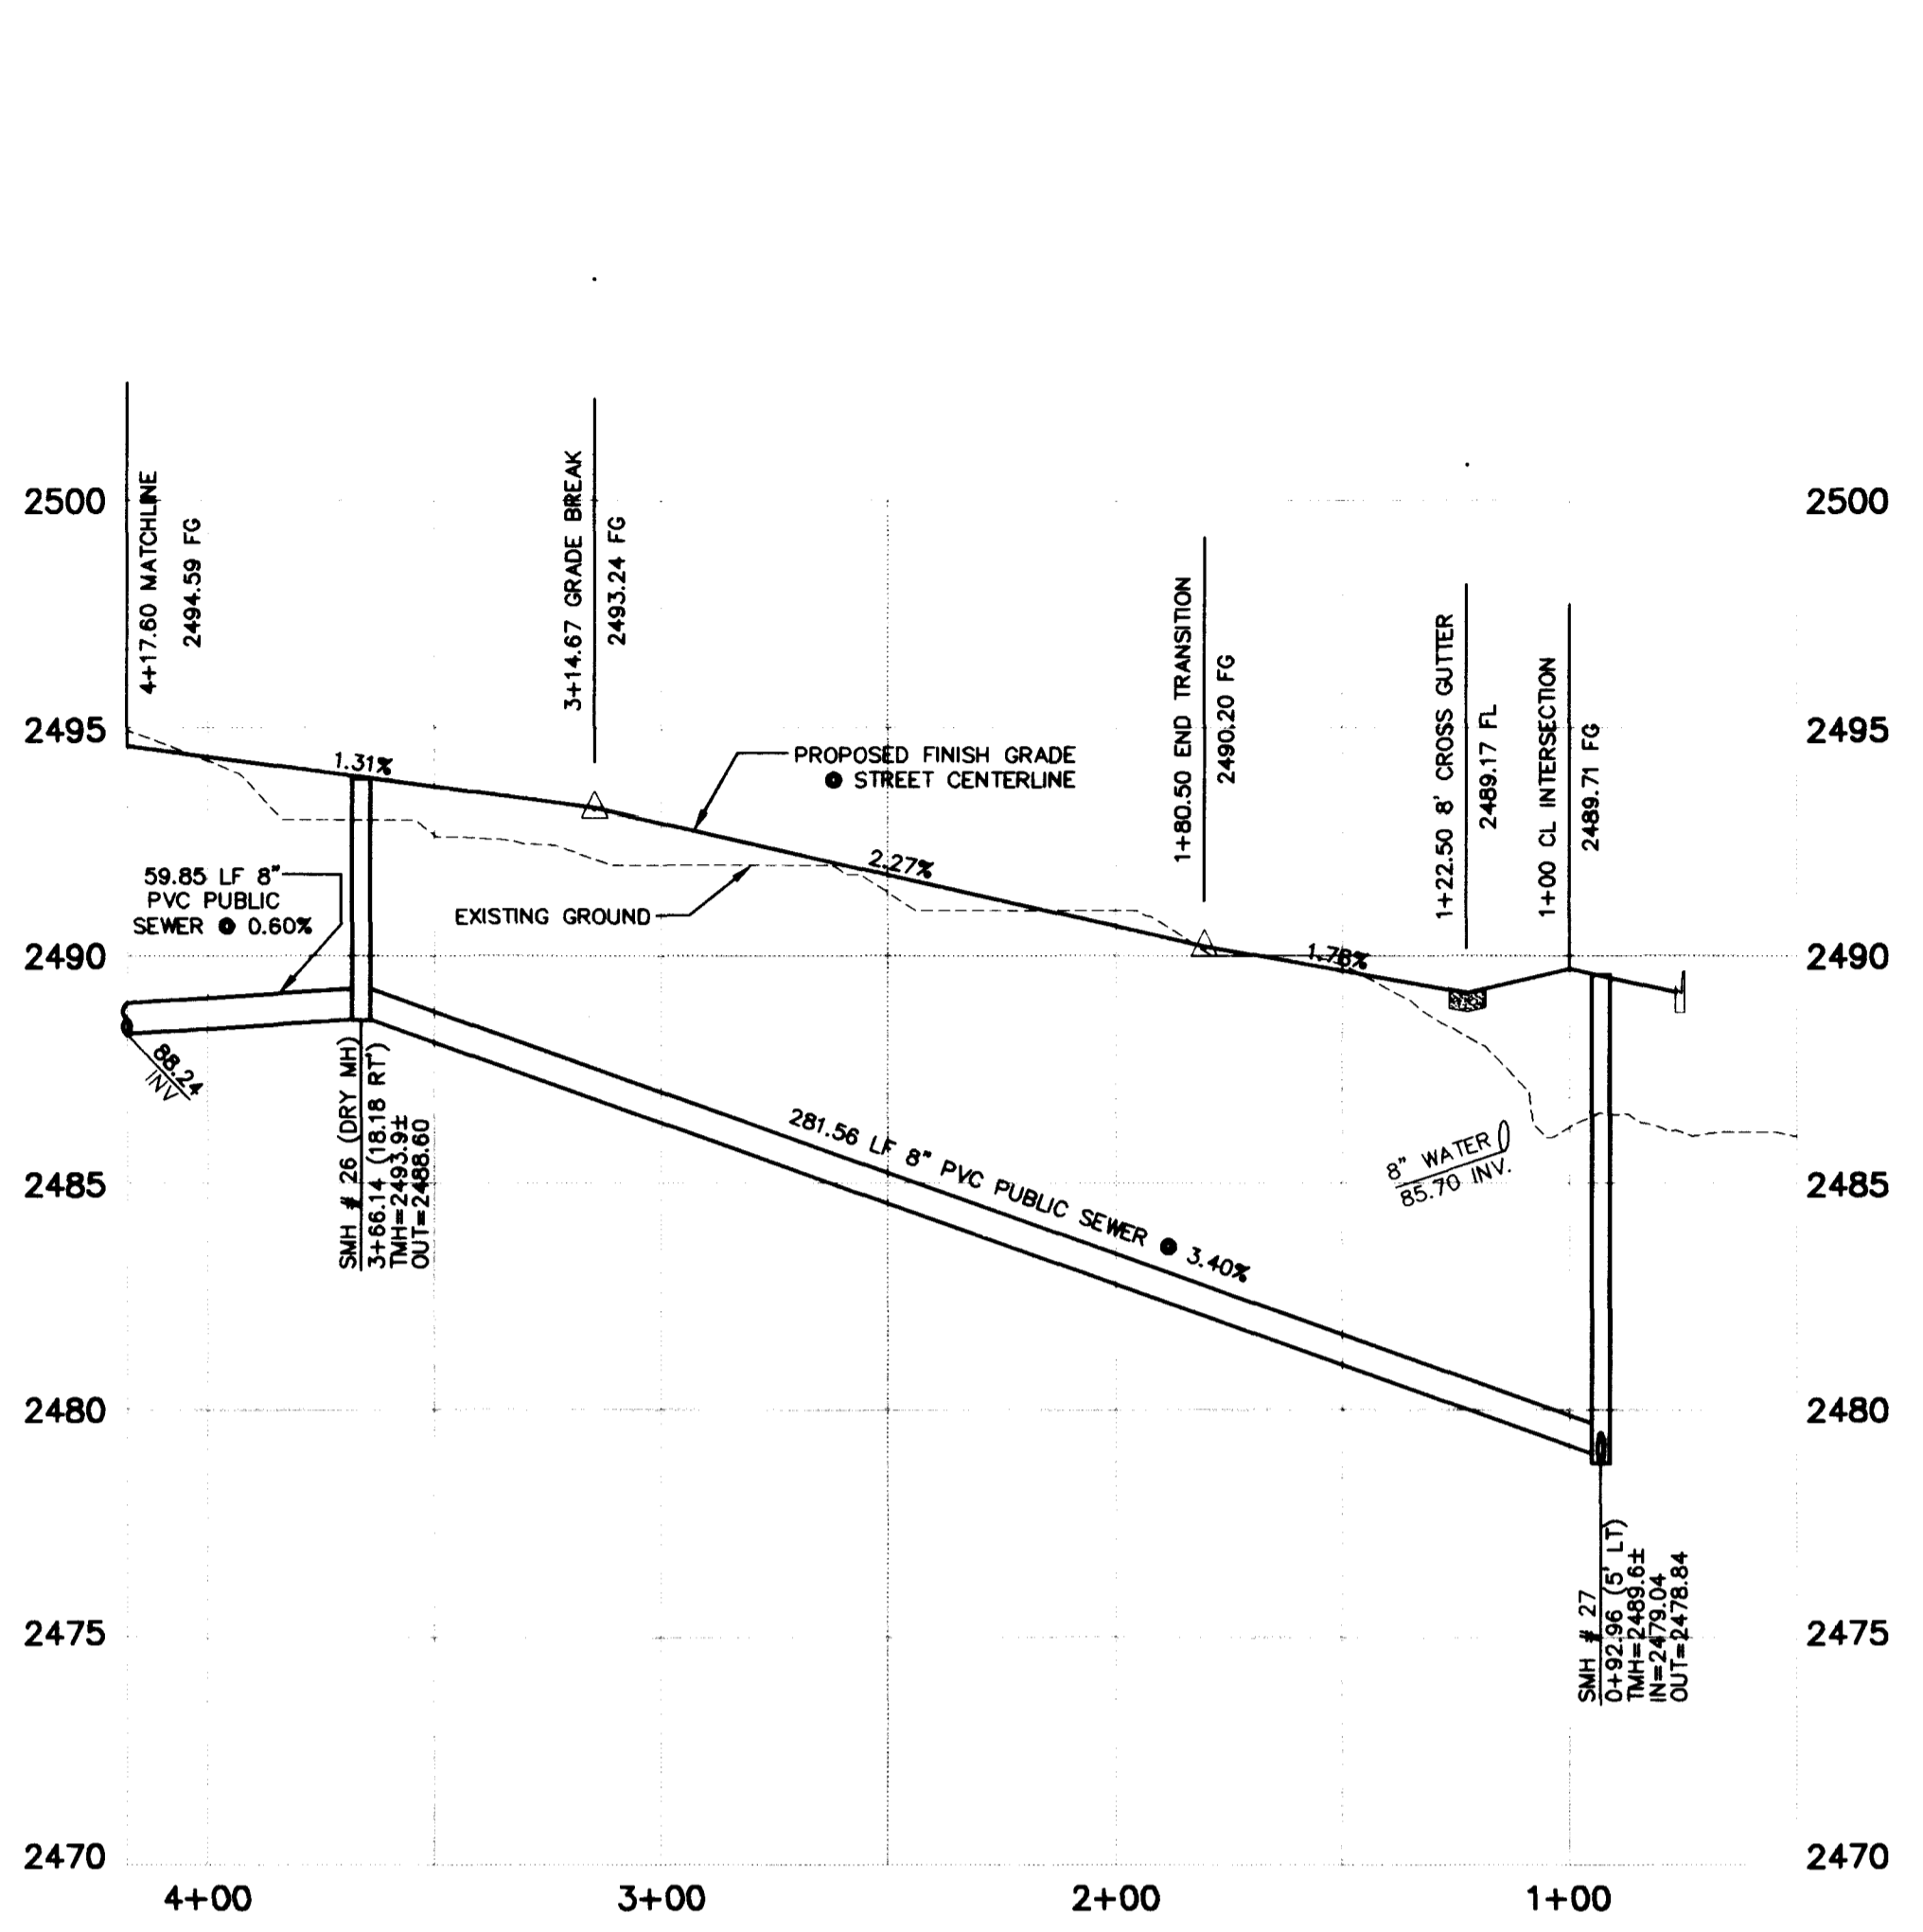 4+17.60 MATCHLINE
2494.59 FG
3+14.67 GRADE BREAK
2493.24 FG
1+80.50 END TRANSITION
2490.20 FG
1+22.50 8' CROSS GUTTER
2489.17 FL
1+00 CL INTERSECTION
2489.71 FG
2500
2500
2495
2495
1.31%
PROPOSED FINISH GRADE
STREET CENTERLINE
2.27%
59.85 LF 8"
PVC PUBLIC
SEWER @ 0.60%
EXISTING GROUND
1.78%
2490
2490
88.24
INV
SMH # 26 (DRY MH)
3+66.14 (18.18 RT')
TMH=2493.9±
OUT=2488.60
281.56 LF 8" PVC PUBLIC SEWER @ 3.40%
8" WATER
85.70 INV.
2485
2485
2480
2480
SMH # 27
0+92.96 (5' LT)
TMH=2489.6±
IN=2479.04
OUT=2478.84
2475
2475
2470
2470
4+00
3+00
2+00
1+00